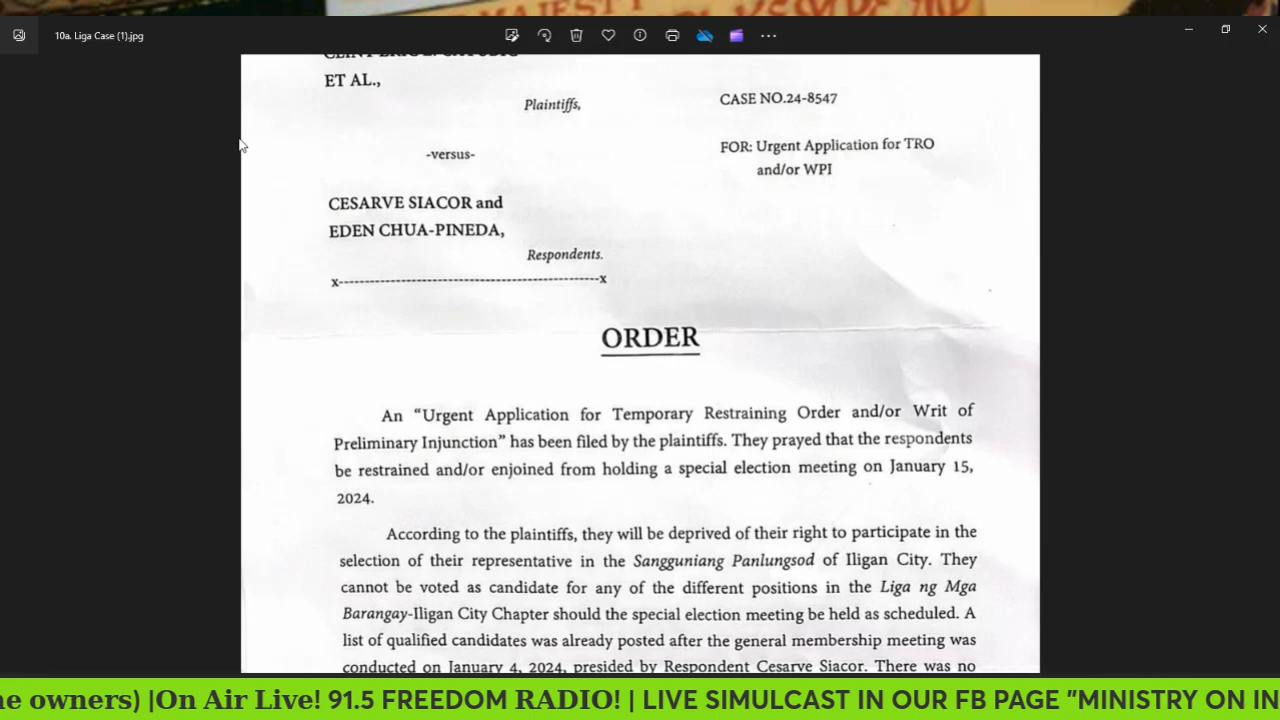 MAJESTY
10a. Liga Case (1).jpg
ET AL.,
Plaintiffs,
CASE NO.24-8547
-versus-
FOR: Urgent Application for TRO
and/or WPI
CESARVE SIACOR and
EDEN CHUA-PINEDA,
Respondents.
x--------------------------------------------------x
ORDER
An “Urgent Application for Temporary Restraining Order and/or Writ of
Preliminary Injunction” has been filed by the plaintiffs. They prayed that the respondents
be restrained and/or enjoined from holding a special election meeting on January 15,
2024.
According to the plaintiffs, they will be deprived of their right to participate in the
selection of their representative in the Sangguniang Panlungsod of Iligan City. They
cannot be voted as candidate for any of the different positions in the Liga ng Mga
Barangay-Iligan City Chapter should the special election meeting be held as scheduled. A
list of qualified candidates was already posted after the general membership meeting was
conducted on January 4, 2024, presided by Respondent Cesarve Siacor. There was no
he owners) |On Air Live! 91.5 FREEDOM RADIO! | LIVE SIMULCAST IN OUR FB PAGE "MINISTRY ON IN